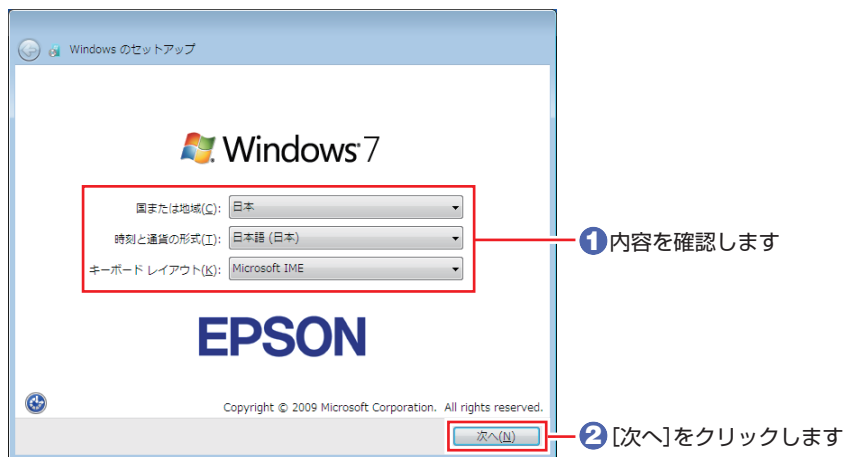 Windows のセットアップ
Windows 7
国または地域(C): 日本
時刻と通貨の形式(T): 日本語 (日本)
キーボード レイアウト(K): Microsoft IME
1 内容を確認します
EPSON
Copyright © 2009 Microsoft Corporation. All rights reserved.
次へ(N)
2 [次へ]をクリックします